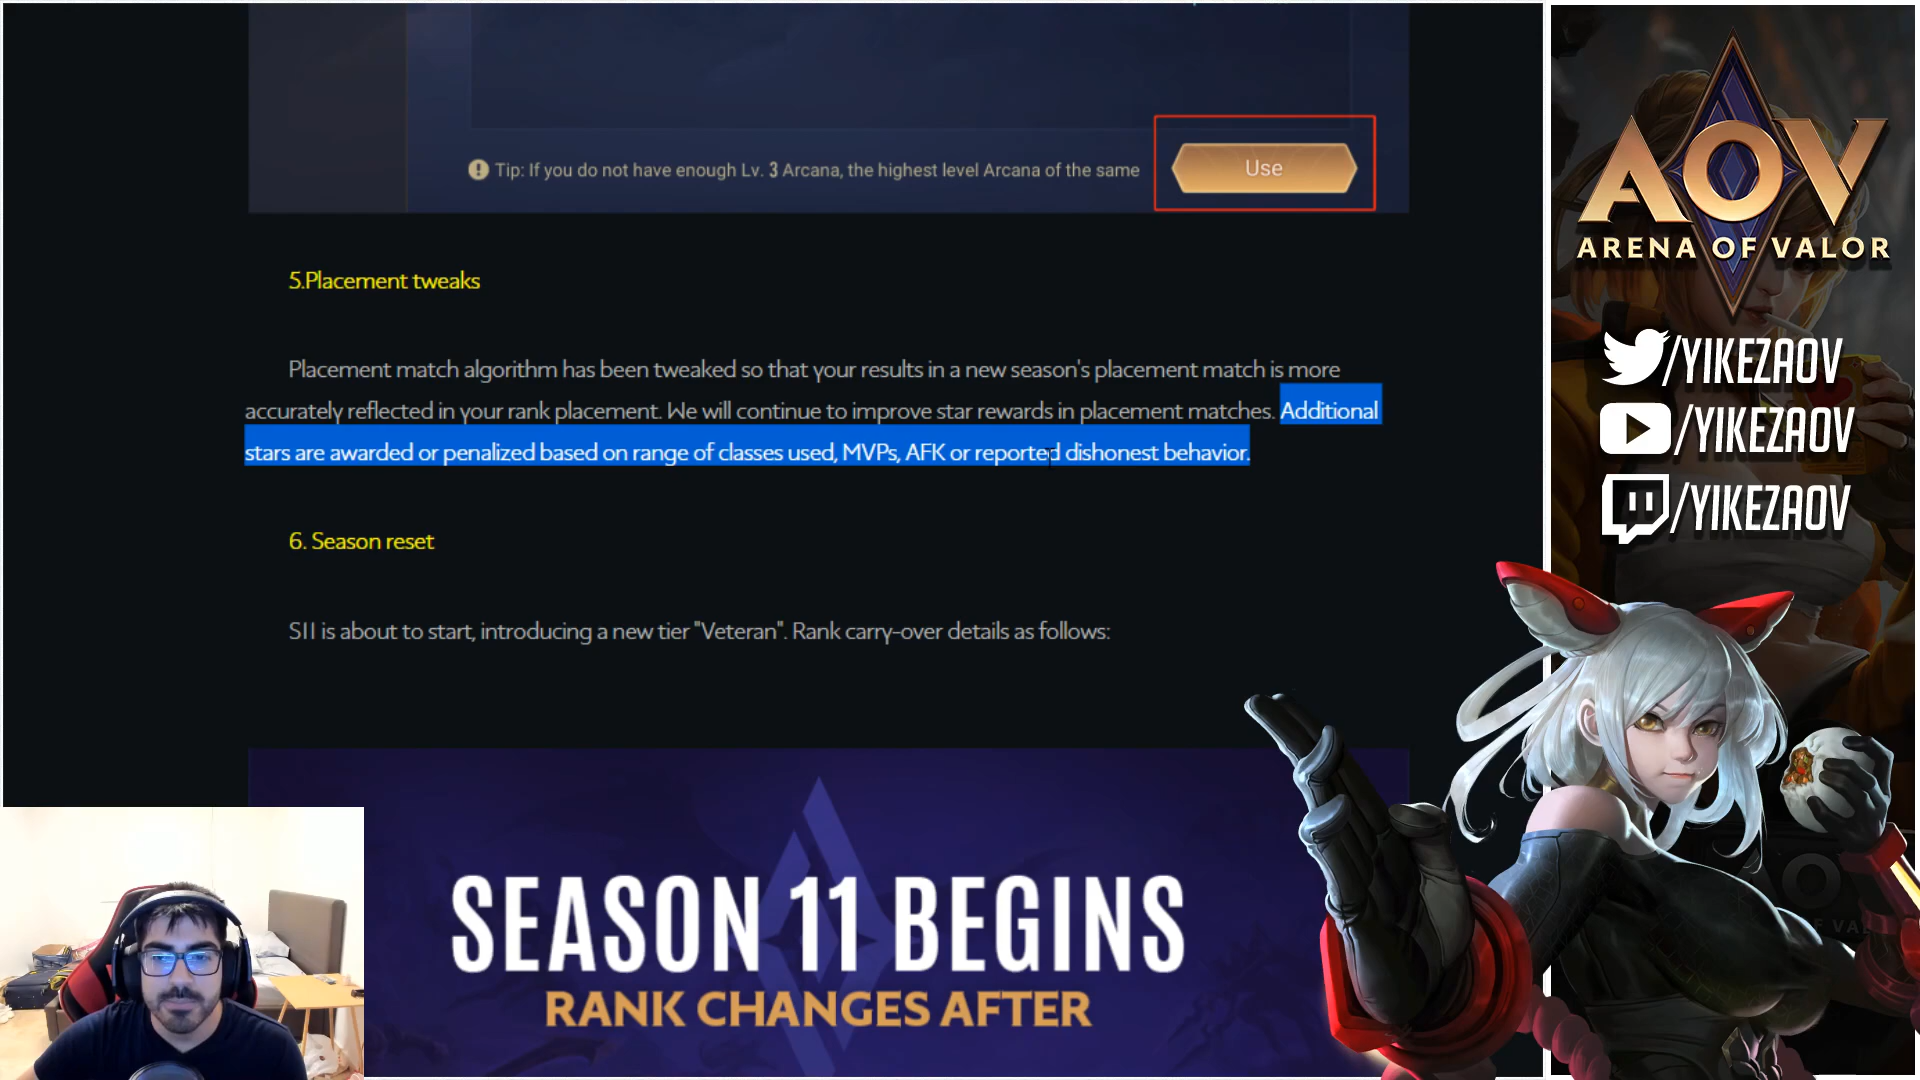 Tip: If you do not have enough Lv. 3 Arcana, the highest level Arcana of the same
Use
5.Placement tweaks
Placement match algorithm has been tweaked so that your results in a new season's placement match is more
accurately reflected in your rank placement. We will continue to improve star rewards in placement matches. Additional
stars are awarded or penalized based on range of classes used, MVPs, AFK or reported dishonest behavior.
6. Season reset
S11 is about to start, introducing a new tier "Veteran". Rank carry-over details as follows:
SEASON 11 BEGINS
RANK CHANGES AFTER
AOV
ARENA OF VALOR
/YIKEZAOV
/YIKEZAOV
/YIKEZAOV